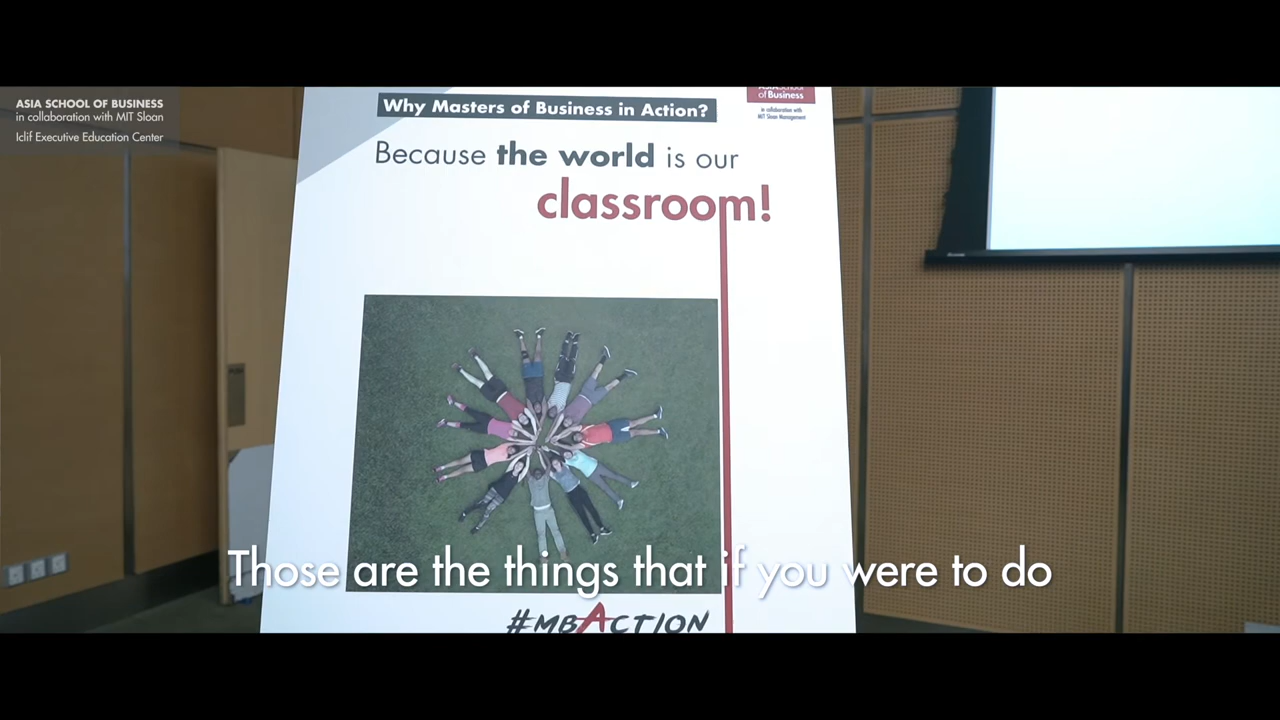 ASIA SCHOOL OF BUSINESS
in collaboration with MIT Sloan
Iclif Executive Education Center
Why Masters of Business in Action?
Because the world is our
classroom!
of Business
in collaboration with
MIT Sloan Management
Those are the things that if you were to do
#MBACTION